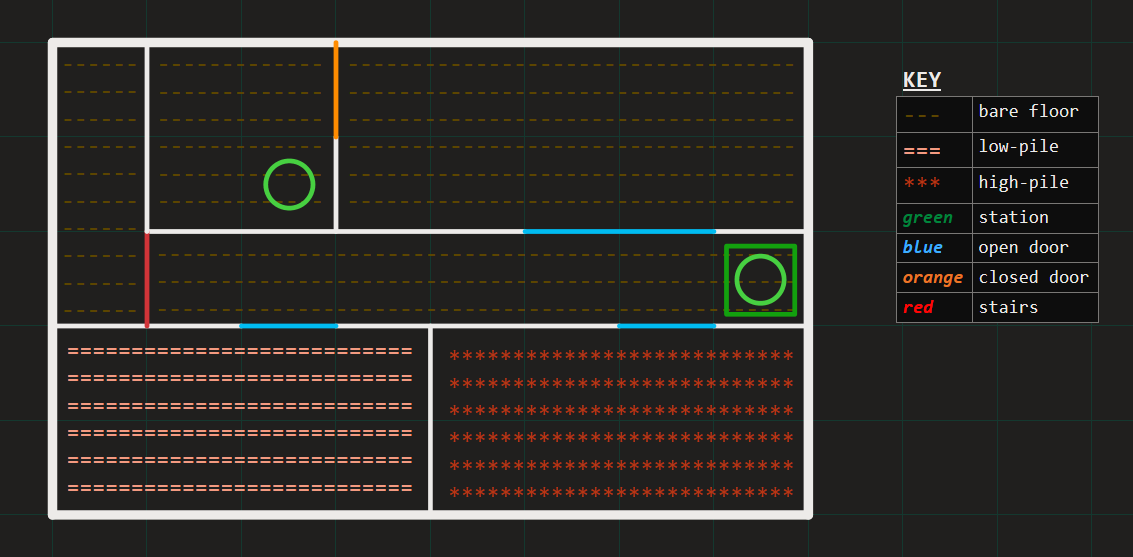 KEY
--- bare floor
=== low-pile
*** high-pile
green station
blue open door
orange closed door
red stairs